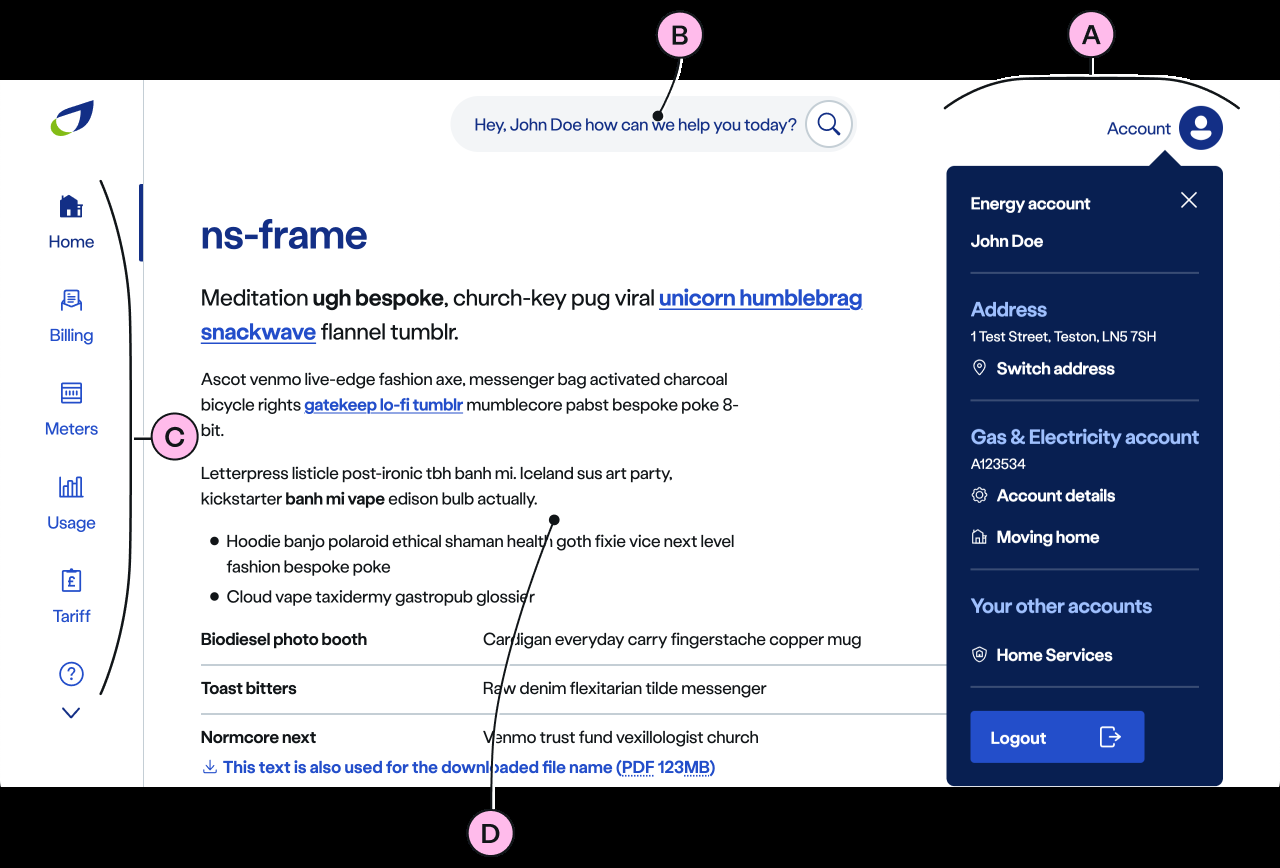 B
A
Hey, John Doe how can we help you today?
Account
Home
Billing
Meters
Usage
Tariff
?
C
ns-frame
Meditation ugh bespoke, church-key pug viral unicorn humblebrag
snackwave flannel tumblr.
Ascot venmo live-edge fashion axe, messenger bag activated charcoal
bicycle rights gatekeep lo-fi tumblr mumblecore pabst bespoke poke 8-
bit.
Letterpress listicle post-ironic tbh banh mi. Iceland sus art party,
kickstarter banh mi vape edison bulb actually.
Hoodie banjo polaroid ethical shaman health goth fixie vice next level
fashion bespoke poke
Cloud vape taxidermy gastropub glossier
Biodiesel photo booth Cardigan everyday carry fingerstache copper mug
Toast bitters Raw denim flexitarian tilde messenger
Normcore next Venmo trust fund vexillologist church
This text is also used for the downloaded file name (PDF 123MB)
Energy account
John Doe
Address
1 Test Street, Teston, LN5 7SH
Switch address
Gas & Electricity account
A123534
Account details
Moving home
Your other accounts
Home Services
Logout
D